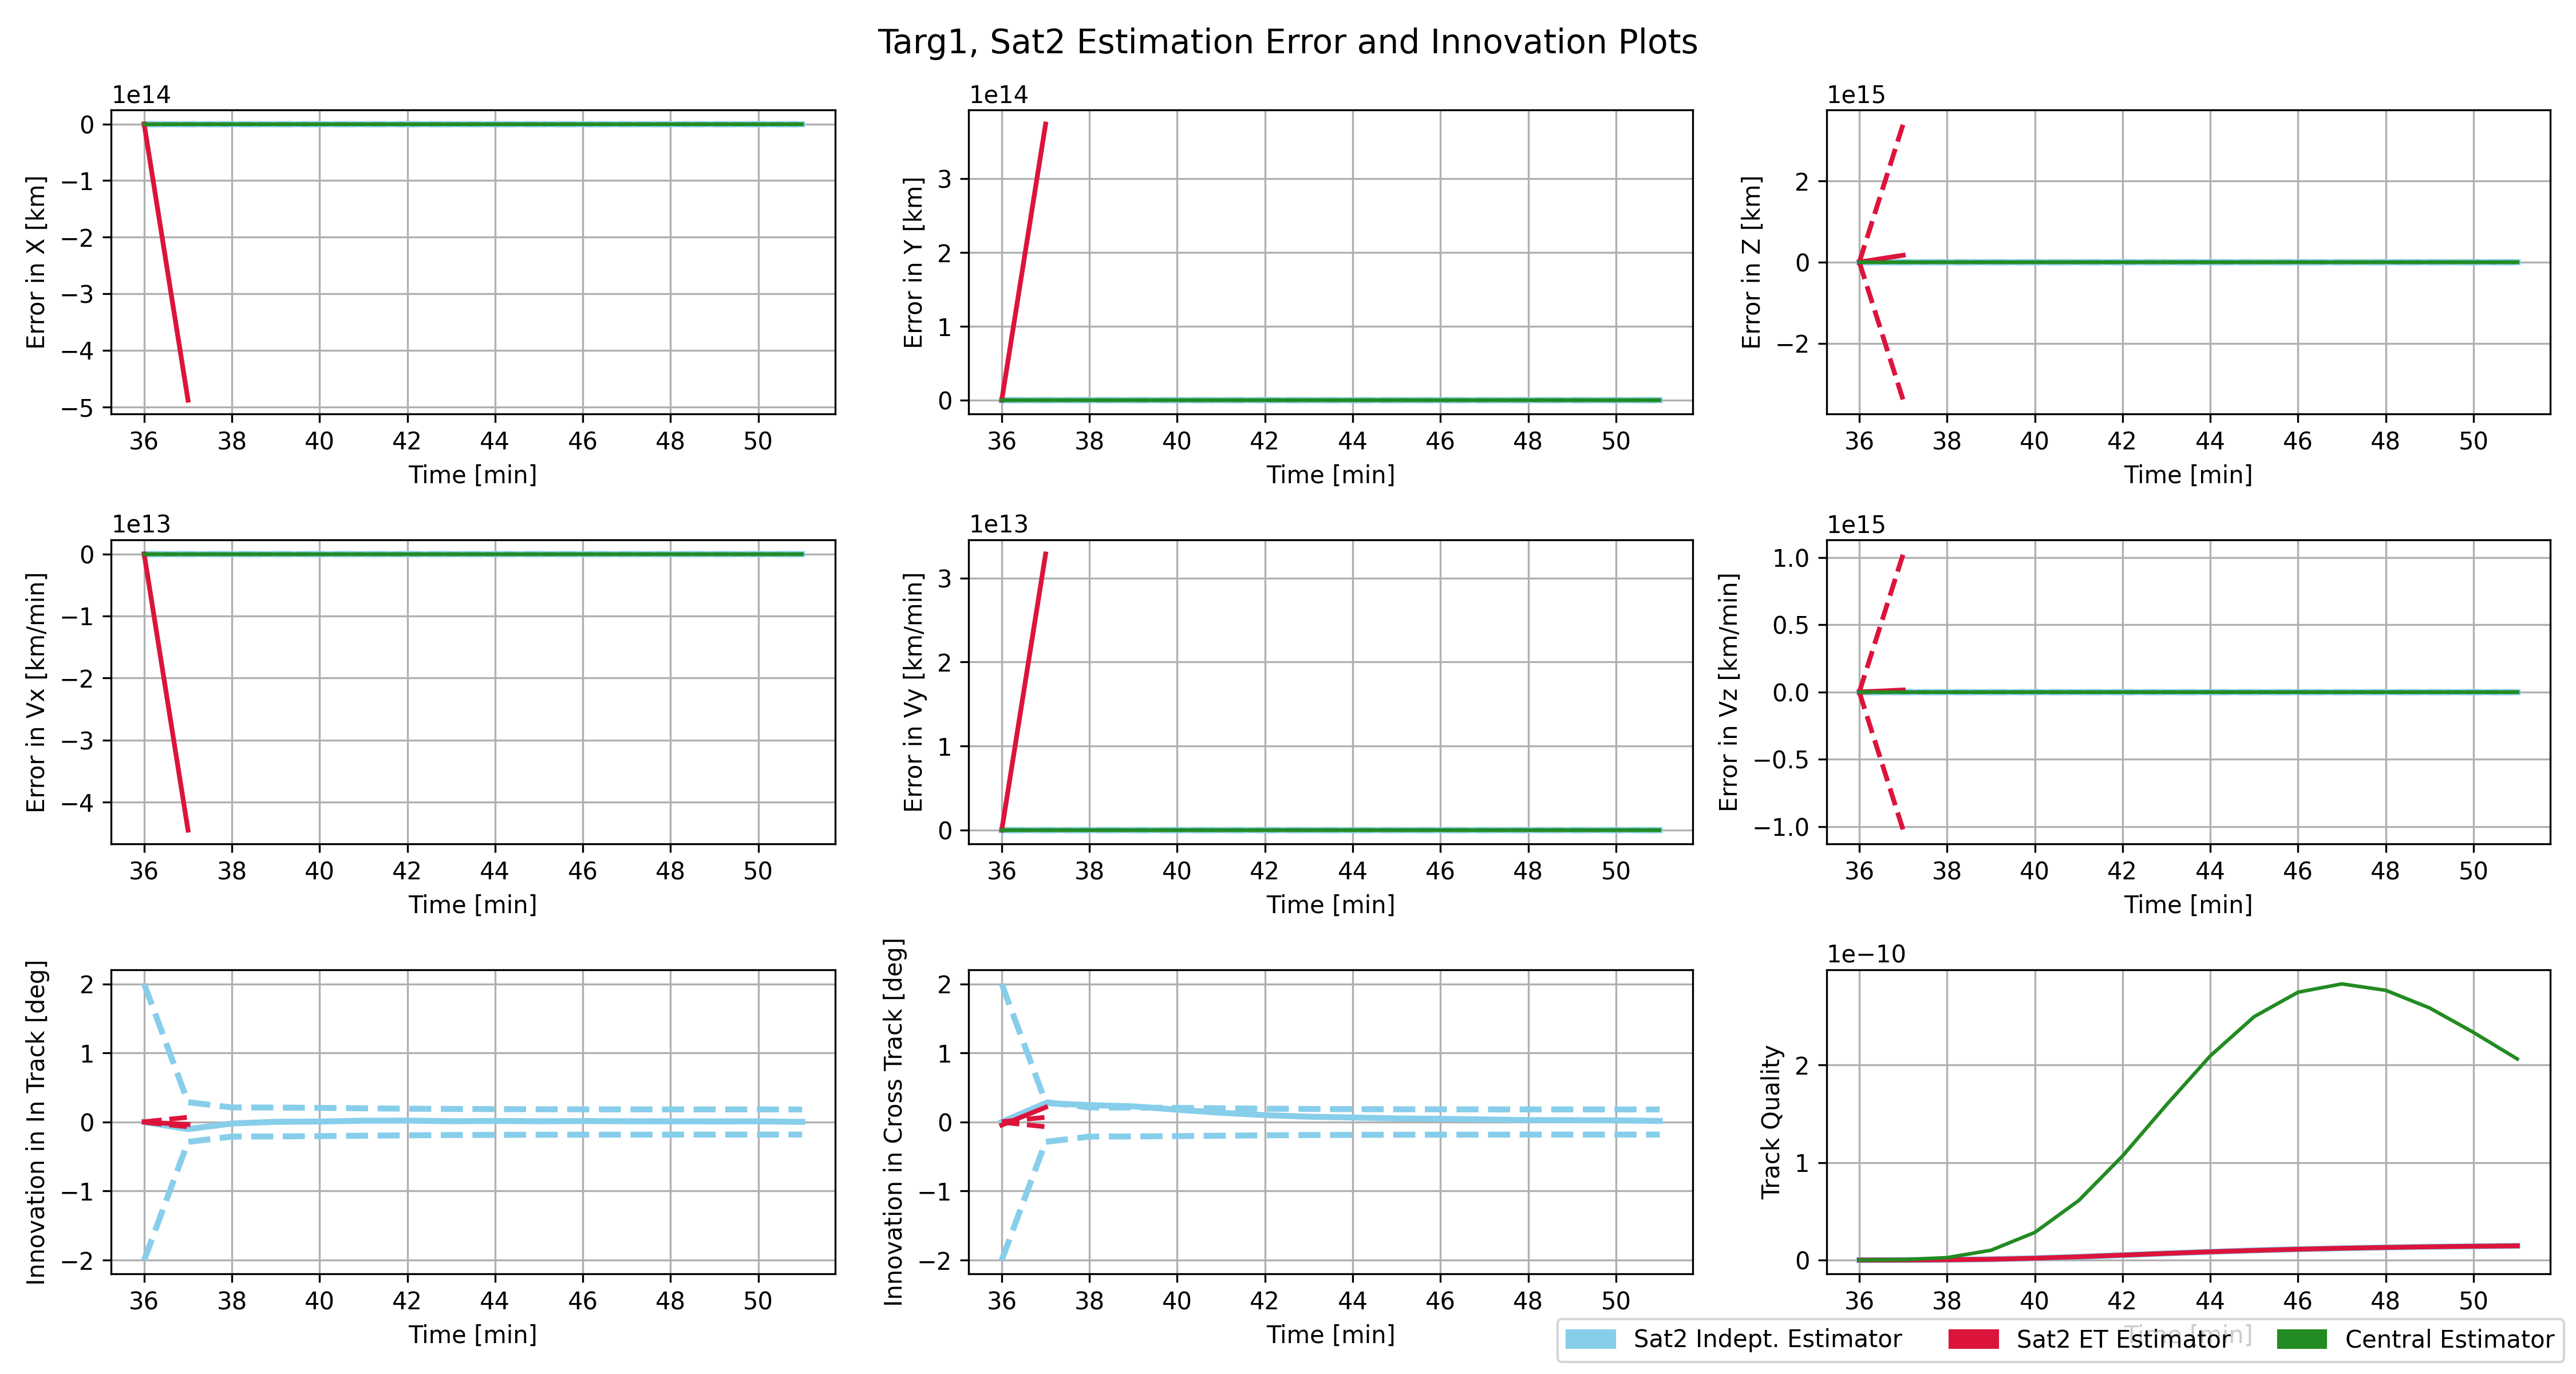 Targ1, Sat2 Estimation Error and Innovation Plots
1e14
Error in X [km]
0
−1
−2
−3
−4
−5
36 38 40 42 44 46 48 50
Time [min]
1e14
Error in Y [km]
3
2
1
0
36 38 40 42 44 46 48 50
Time [min]
1e15
Error in Z [km]
2
0
−2
36 38 40 42 44 46 48 50
Time [min]
1e13
Error in Vx [km/min]
0
−1
−2
−3
−4
36 38 40 42 44 46 48 50
Time [min]
1e13
Error in Vy [km/min]
3
2
1
0
36 38 40 42 44 46 48 50
Time [min]
1e15
Error in Vz [km/min]
1.0
0.5
0.0
−0.5
−1.0
36 38 40 42 44 46 48 50
Time [min]
Innovation in In Track [deg]
2
1
0
−1
−2
36 38 40 42 44 46 48 50
Time [min]
Innovation in Cross Track [deg]
2
1
0
−1
−2
36 38 40 42 44 46 48 50
Time [min]
1e−10
Track Quality
2
1
0
36 38 40 42 44 46 48 50
Time [min]
Sat2 Indept. Estimator
Sat2 ET Estimator
Central Estimator